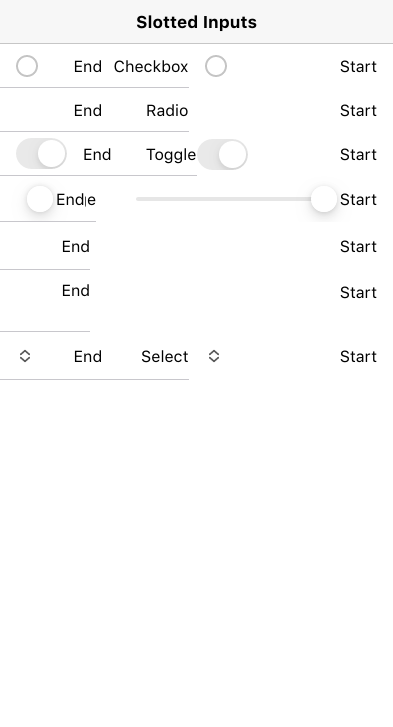 Slotted Inputs
End Checkbox Start
End Radio Start
End Toggle Start
End Start
End
End Start
Start
End Select Start